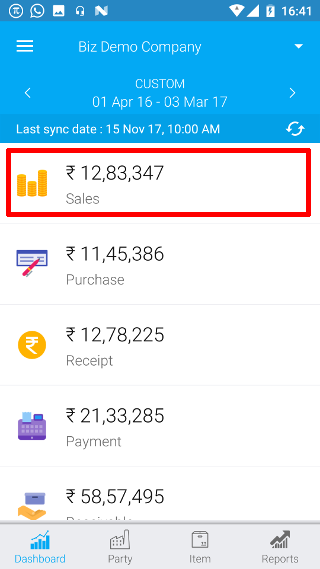 16:41
Biz Demo Company
CUSTOM
01 Apr 16 - 03 Mar 17
Last sync date : 15 Nov 17, 10:00 AM
₹ 12,83,347
Sales
₹ 11,45,386
Purchase
₹ 12,78,225
Receipt
₹ 21,33,285
Payment
₹ 58,57,495
Receivable
Dashboard Party Item Reports